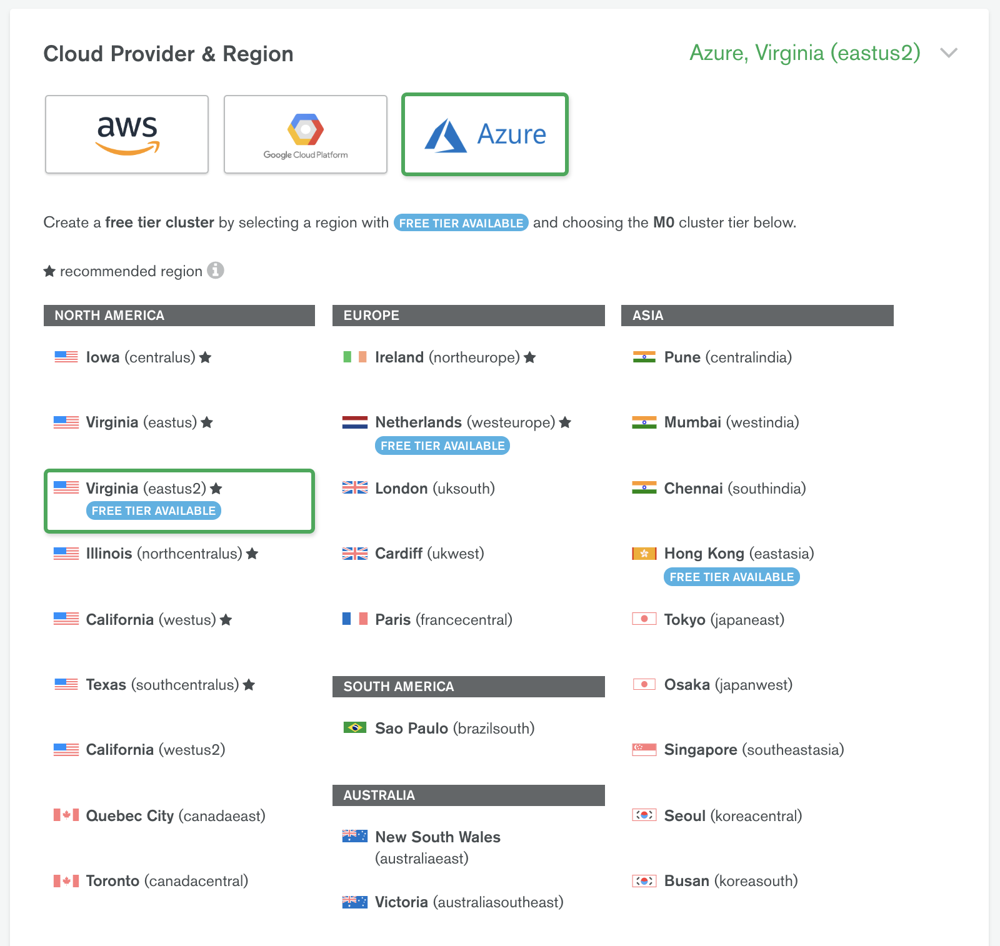 Cloud Provider & Region
Azure, Virginia (eastus2)
aws
Google Cloud Platform
Azure
Create a free tier cluster by selecting a region with FREE TIER AVAILABLE and choosing the M0 cluster tier below.
★ recommended region
NORTH AMERICA
Iowa (centralus) ★
Virginia (eastus) ★
Virginia (eastus2) ★
FREE TIER AVAILABLE
Illinois (northcentralus) ★
California (westus) ★
Texas (southcentralus) ★
California (westus2)
Quebec City (canadaeast)
Toronto (canadacentral)
EUROPE
Ireland (northeurope) ★
Netherlands (westeurope) ★
FREE TIER AVAILABLE
London (uksouth)
Cardiff (ukwest)
Paris (francecentral)
SOUTH AMERICA
Sao Paulo (brazilsouth)
AUSTRALIA
New South Wales
(australiaeast)
Victoria (australiasoutheast)
ASIA
Pune (centralindia)
Mumbai (westindia)
Chennai (southindia)
Hong Kong (eastasia)
FREE TIER AVAILABLE
Tokyo (japaneast)
Osaka (japanwest)
Singapore (southeastasia)
Seoul (koreacentral)
Busan (koreasouth)